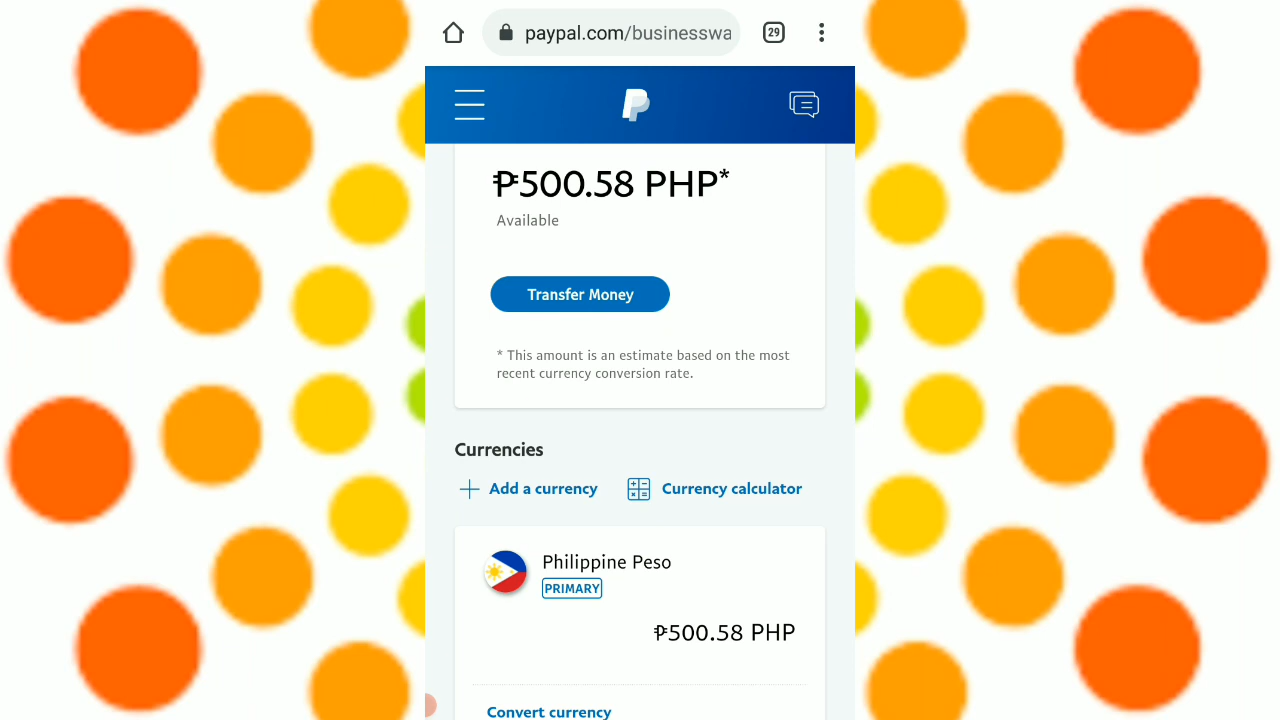 paypal.com/businesswa
29
₱500.58 PHP*
Available
Transfer Money
* This amount is an estimate based on the most
recent currency conversion rate.
Currencies
Add a currency
Currency calculator
Philippine Peso
PRIMARY
₱500.58 PHP
Convert currency